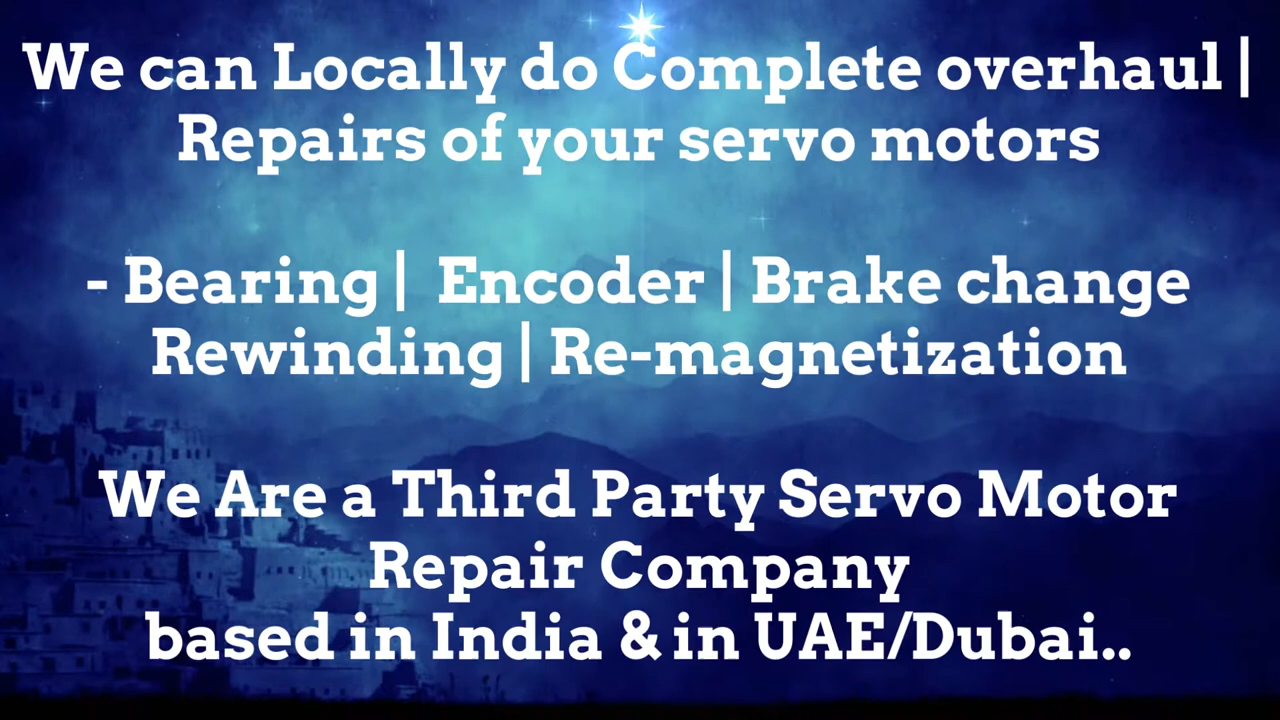 We can Locally do Complete overhaul |
Repairs of your servo motors
- Bearing | Encoder | Brake change
Rewinding | Re-magnetization
We Are a Third Party Servo Motor
Repair Company
based in India & in UAE/Dubai..